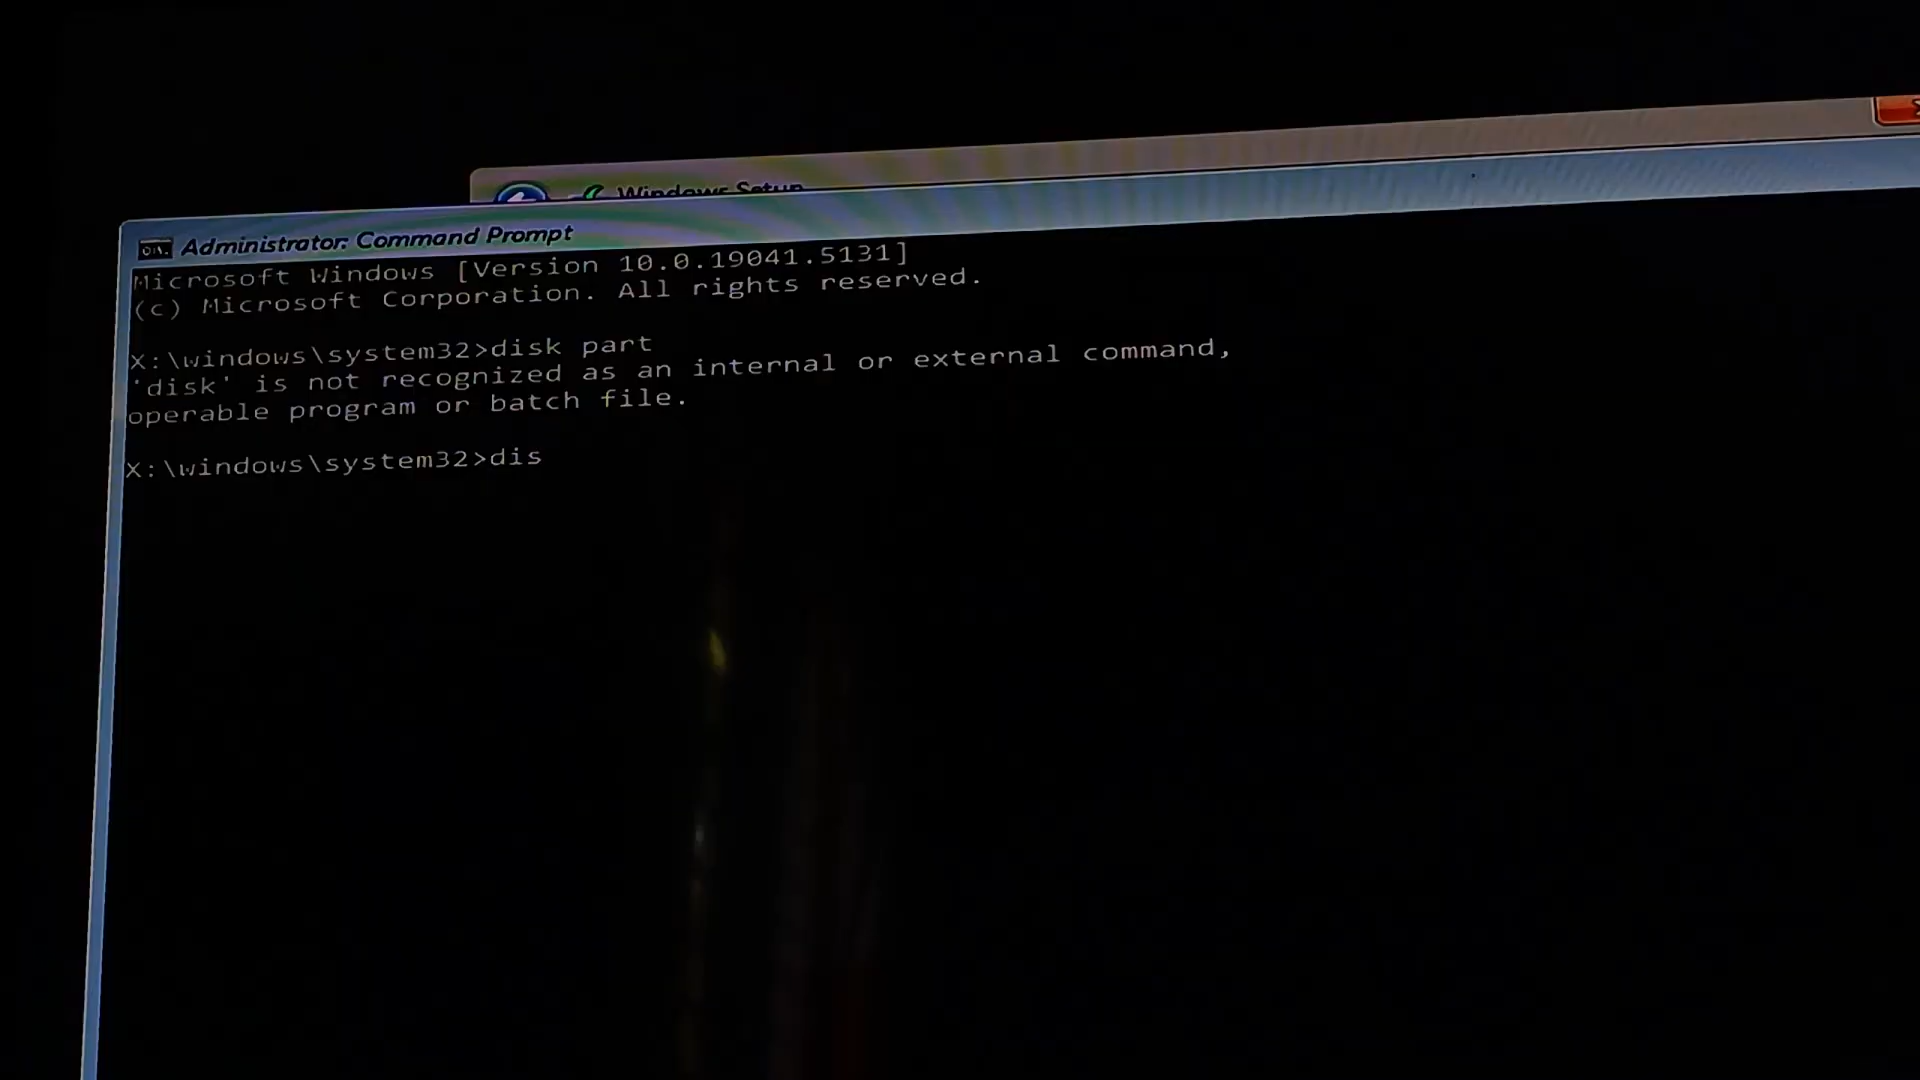 Windows Setup
Administrator: Command Prompt
Microsoft Windows [Version 10.0.19041.5131]
(c) Microsoft Corporation. All rights reserved.
X:\windows\system32>disk part
'disk' is not recognized as an internal or external command,
operable program or batch file.
X:\windows\system32>dis